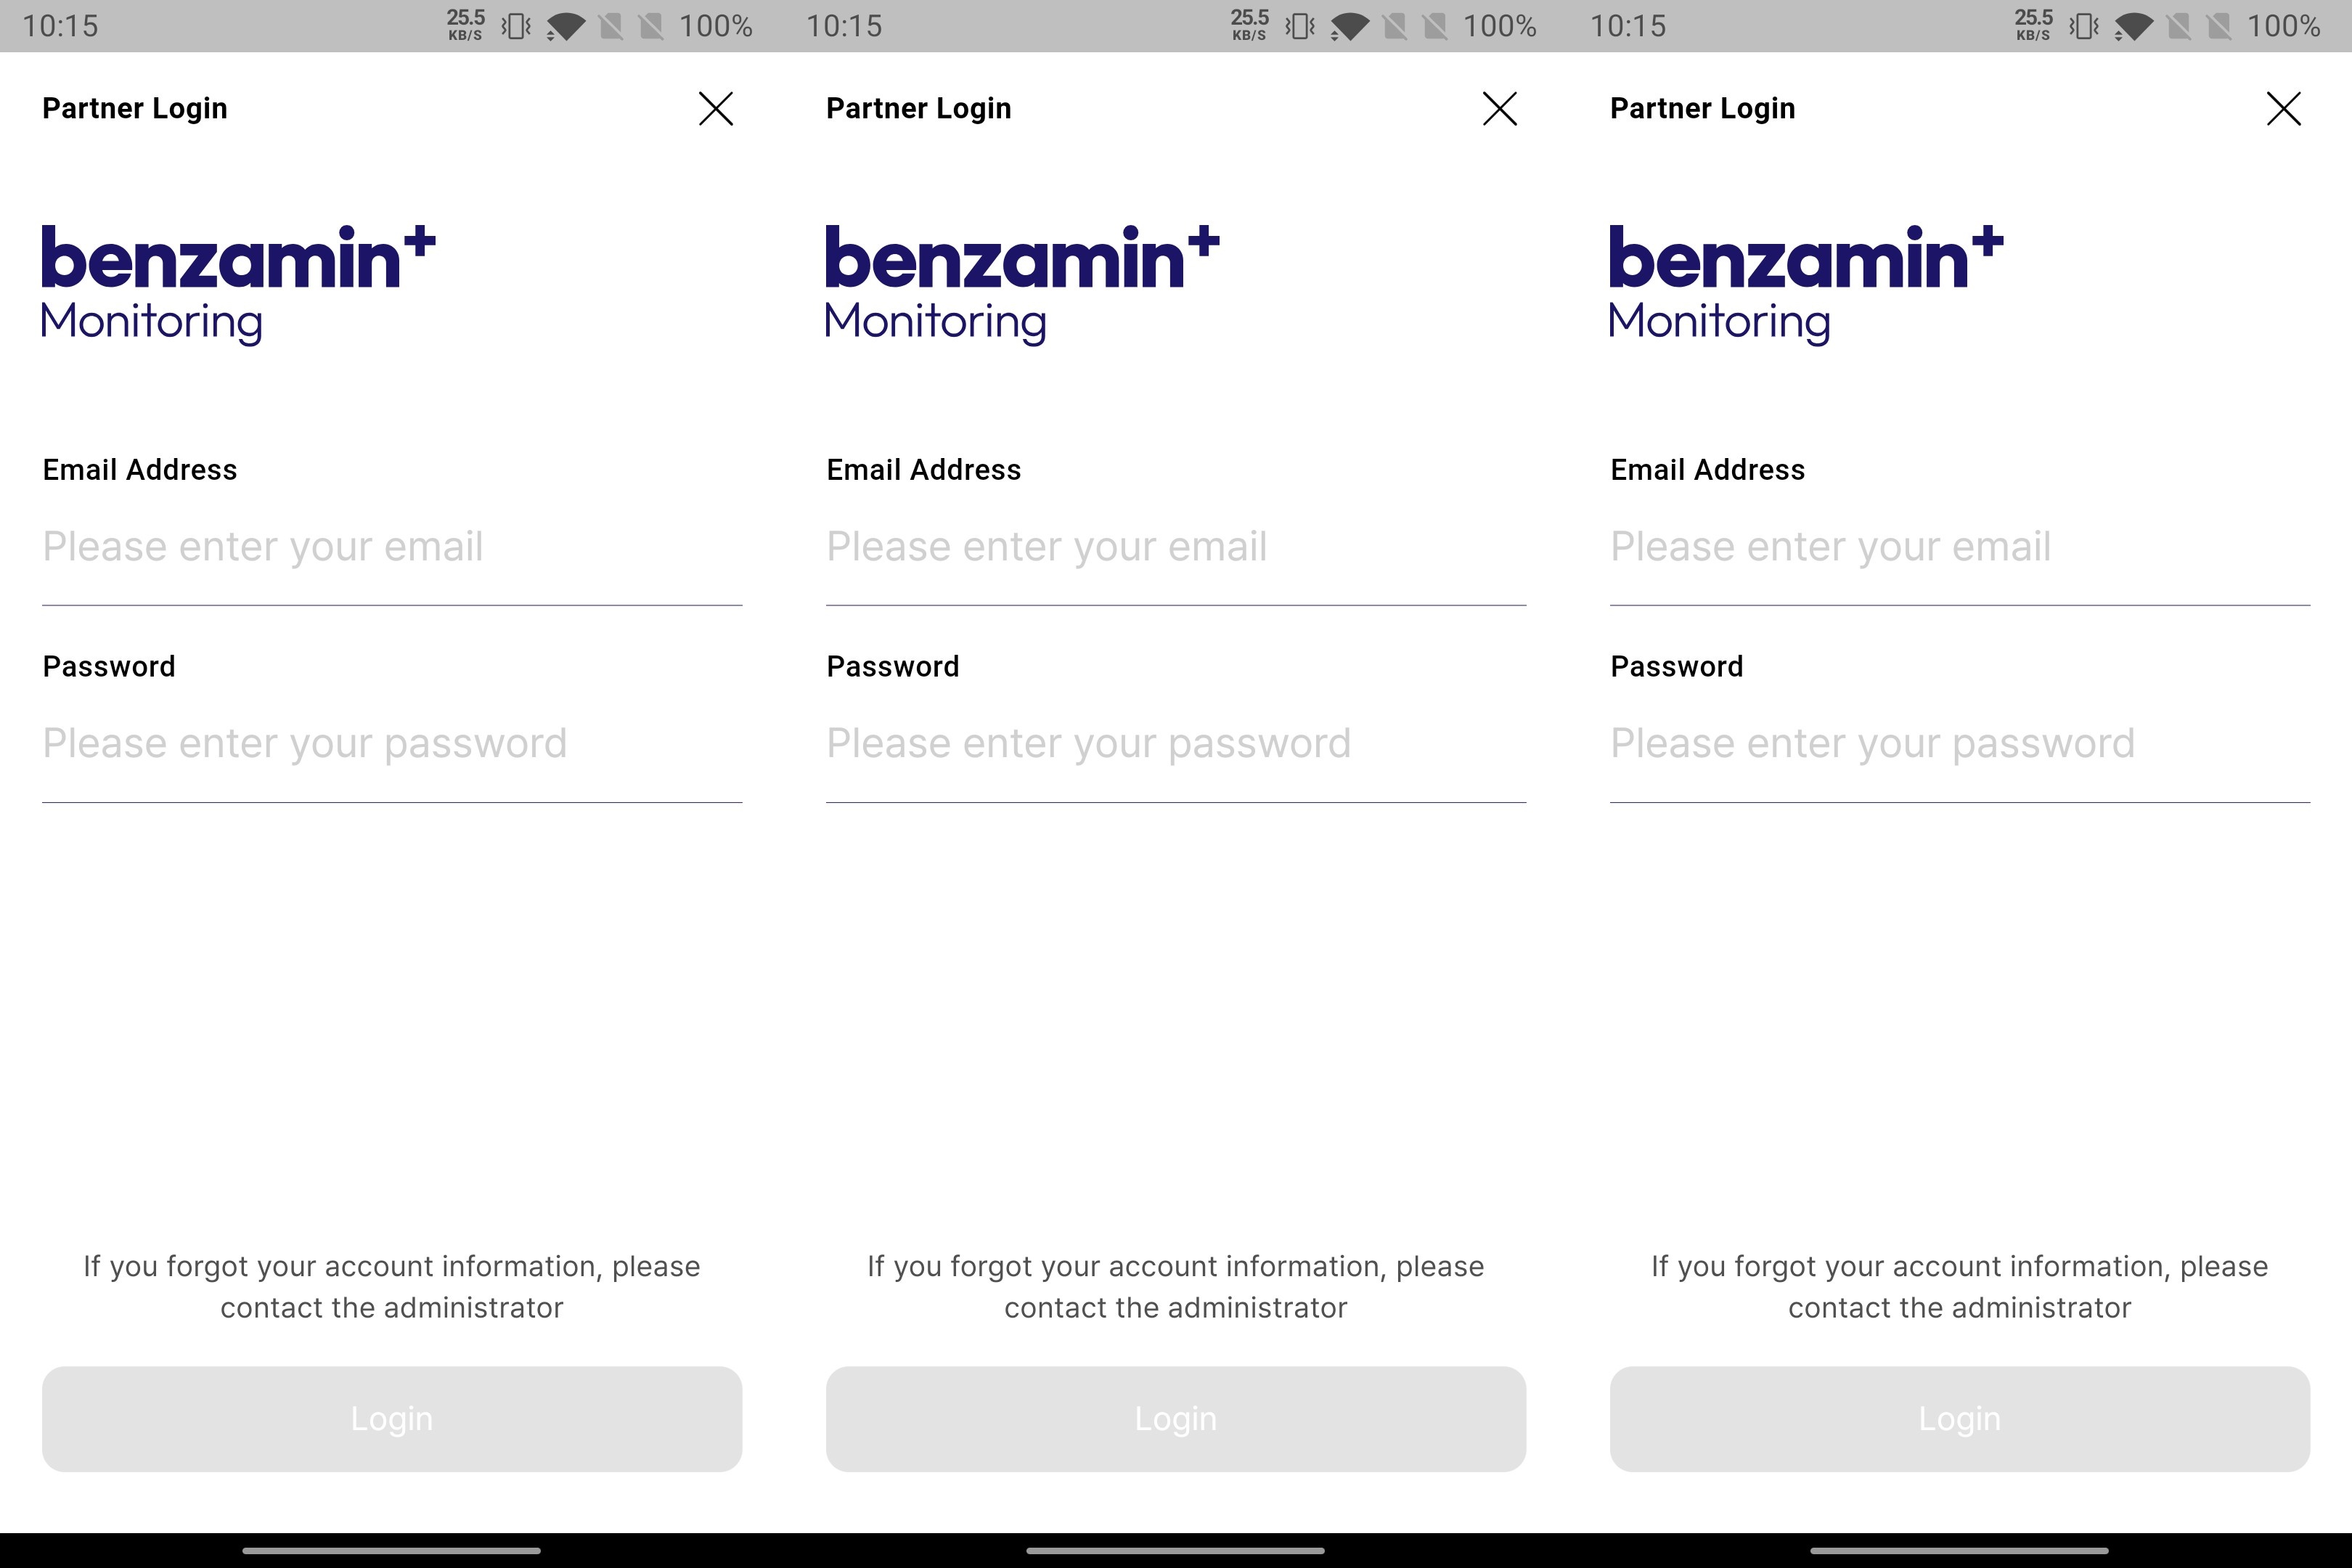 10:15
25.5
KB/S
100%
Partner Login
benzamin+
Monitoring
Email Address
Please enter your email
Password
Please enter your password
If you forgot your account information, please
contact the administrator
Login
10:15
25.5
KB/S
100%
Partner Login
benzamin+
Monitoring
Email Address
Please enter your email
Password
Please enter your password
If you forgot your account information, please
contact the administrator
Login
10:15
25.5
KB/S
100%
Partner Login
benzamin+
Monitoring
Email Address
Please enter your email
Password
Please enter your password
If you forgot your account information, please
contact the administrator
Login